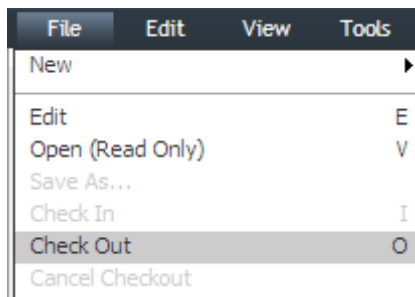 File Edit View Tools
New
Edit E
Open (Read Only) V
Save As...
Check In I
Check Out O
Cancel Checkout